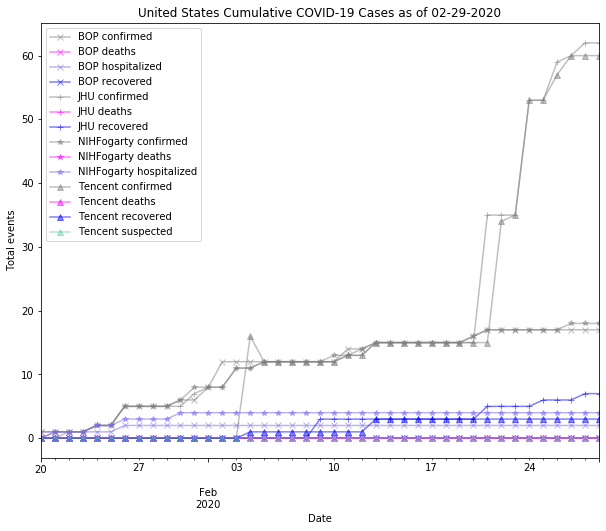 United States Cumulative COVID-19 Cases as of 02-29-2020
BOP confirmed
BOP deaths
BOP hospitalized
BOP recovered
JHU confirmed
JHU deaths
JHU recovered
NIHFogarty confirmed
NIHFogarty deaths
NIHFogarty hospitalized
Tencent confirmed
Tencent deaths
Tencent recovered
Tencent suspected
Total events
60
50
40
30
20
10
0
20 27 03 10 17 24
Feb
2020
Date